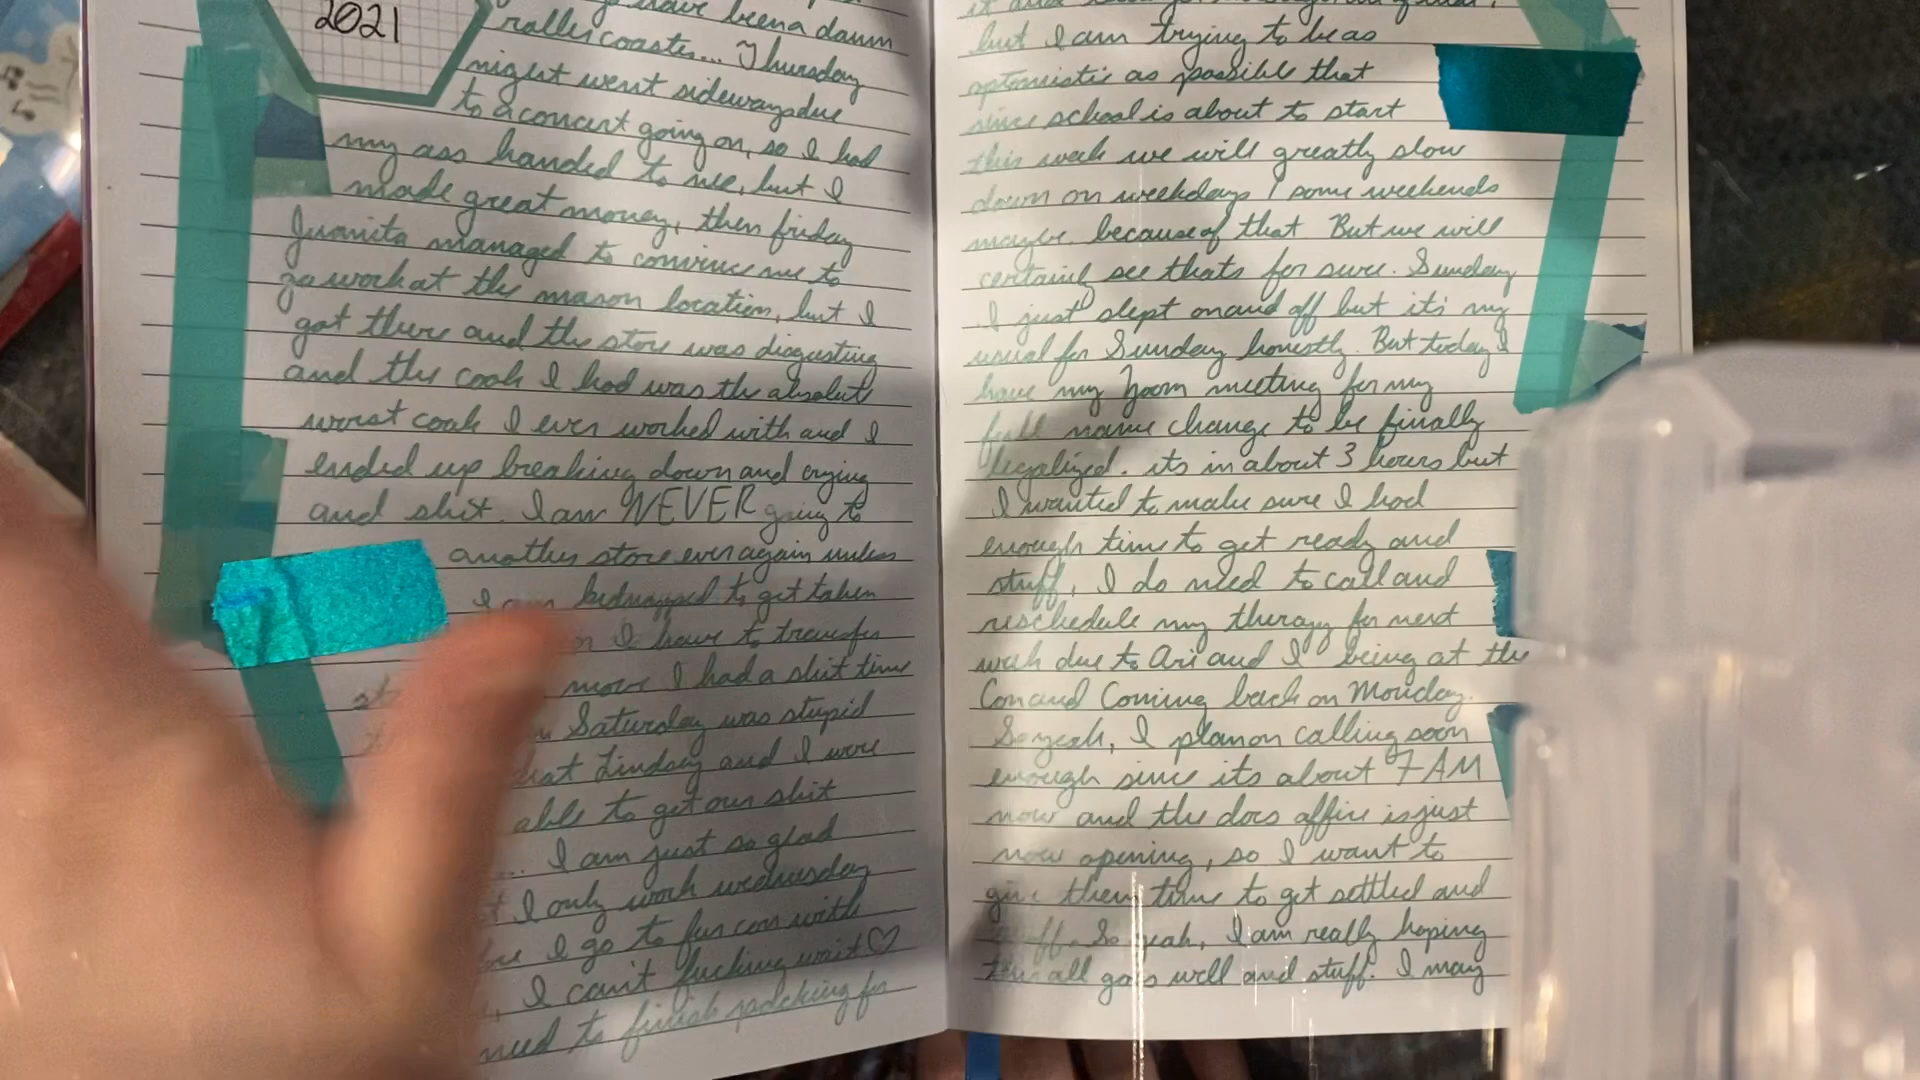 2021
have been a damn
rollercoaster... Thursday
night went sideways due
to a concert going on, so I had
my ass handed to me, but I
made great money, then friday
Juanita managed to convince me to
go work at the mason location, but I
got there and the store was disgusting
and the cook I had was the absolute
worst cook I ever worked with and I
ended up breaking down and crying
and shit. I am NEVER going to
another store ever again unless
I am kidnapped to get taken
I have to transfer
move I had a shit time
Saturday was stupid
that Lindsay and I were
able to get our shit
... I am just so glad
I only work wednesday
I go to fur con with
, I can't fucking wait♡
need to finish packing for
but I am trying to be as
optomistic as possible that
since school is about to start
this week we will greatly slow
down on weekdays / some weekends
maybe because of that But we will
certainly see thats for sure. Sunday
I just slept on and off but it's my
usual for Sunday honestly. But today I
have my Zoom meeting for my
full name change to be finally
legalized. its in about 3 hours but
I wanted to make sure I had
enough time to get ready and
stuff, I do need to call and
reschedule my therapy for next
week due to Ari and I being at the
Con and Coming back on Monday.
So yeah, I plan on calling soon
enough since its about 7 AM
now and the docs office is just
now opening, so I want to
give them time to get settled and
stuff. So yeah, I am really hoping
this all goes well and stuff. I may